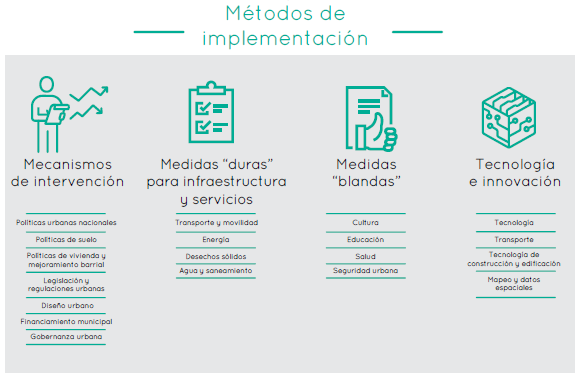 Métodos de
implementación
Mecanismos
de intervención
Políticas urbanas nacionales
Políticas de suelo
Políticas de vivienda y
mejoramiento barrial
Legislación y
regulaciones urbanas
Diseño urbano
Financiamiento municipal
Gobernanza urbana
Medidas “duras”
para infraestructura
y servicios
Transporte y movilidad
Energía
Desechos sólidos
Agua y saneamiento
Medidas
“blandas”
Cultura
Educación
Salud
Seguridad urbana
Tecnología
e innovación
Tecnología
Transporte
Tecnología de
construcción y edificación
Mapeo y datos
espaciales